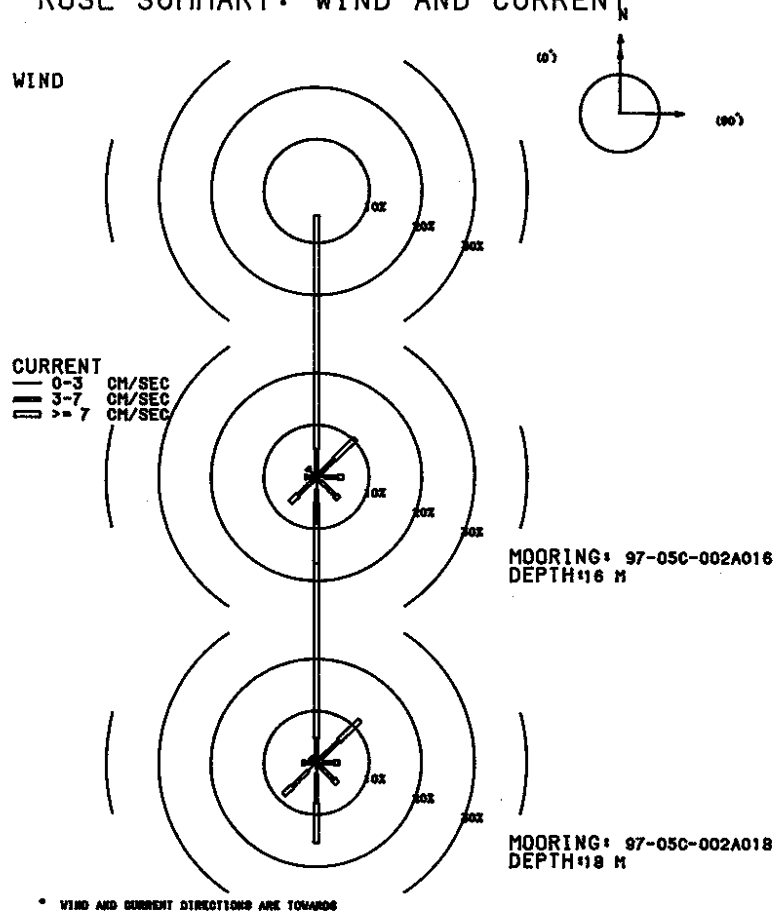 ROSE SUMMARY: WIND AND CURRENT
N
(0°)
(90°)
WIND
10%
20%
30%
CURRENT
0-3 CM/SEC
3-7 CM/SEC
>= 7 CM/SEC
10%
20%
30%
MOORING: 97-05C-002A016
DEPTH:16 M
10%
20%
30%
MOORING: 97-05C-002A018
DEPTH:18 M
* WIND AND CURRENT DIRECTIONS ARE TOWARDS